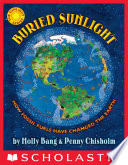 BURIED SUNLIGHT
HOW FOSSIL FUELS HAVE CHANGED THE EARTH
by Molly Bang & Penny Chisholm
SCHOLASTIC